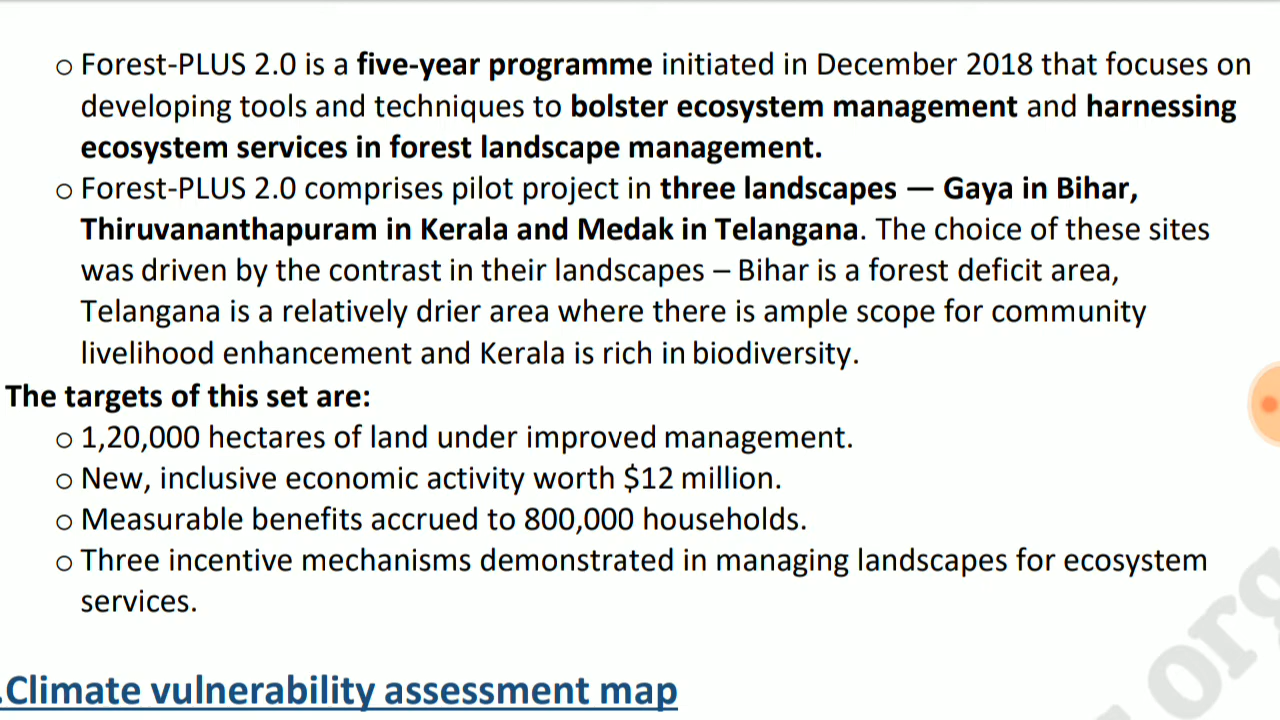 o Forest-PLUS 2.0 is a five-year programme initiated in December 2018 that focuses on
developing tools and techniques to bolster ecosystem management and harnessing
ecosystem services in forest landscape management.
o Forest-PLUS 2.0 comprises pilot project in three landscapes — Gaya in Bihar,
Thiruvananthapuram in Kerala and Medak in Telangana. The choice of these sites
was driven by the contrast in their landscapes – Bihar is a forest deficit area,
Telangana is a relatively drier area where there is ample scope for community
livelihood enhancement and Kerala is rich in biodiversity.
The targets of this set are:
o 1,20,000 hectares of land under improved management.
o New, inclusive economic activity worth $12 million.
o Measurable benefits accrued to 800,000 households.
o Three incentive mechanisms demonstrated in managing landscapes for ecosystem
services.
.Climate vulnerability assessment map
org